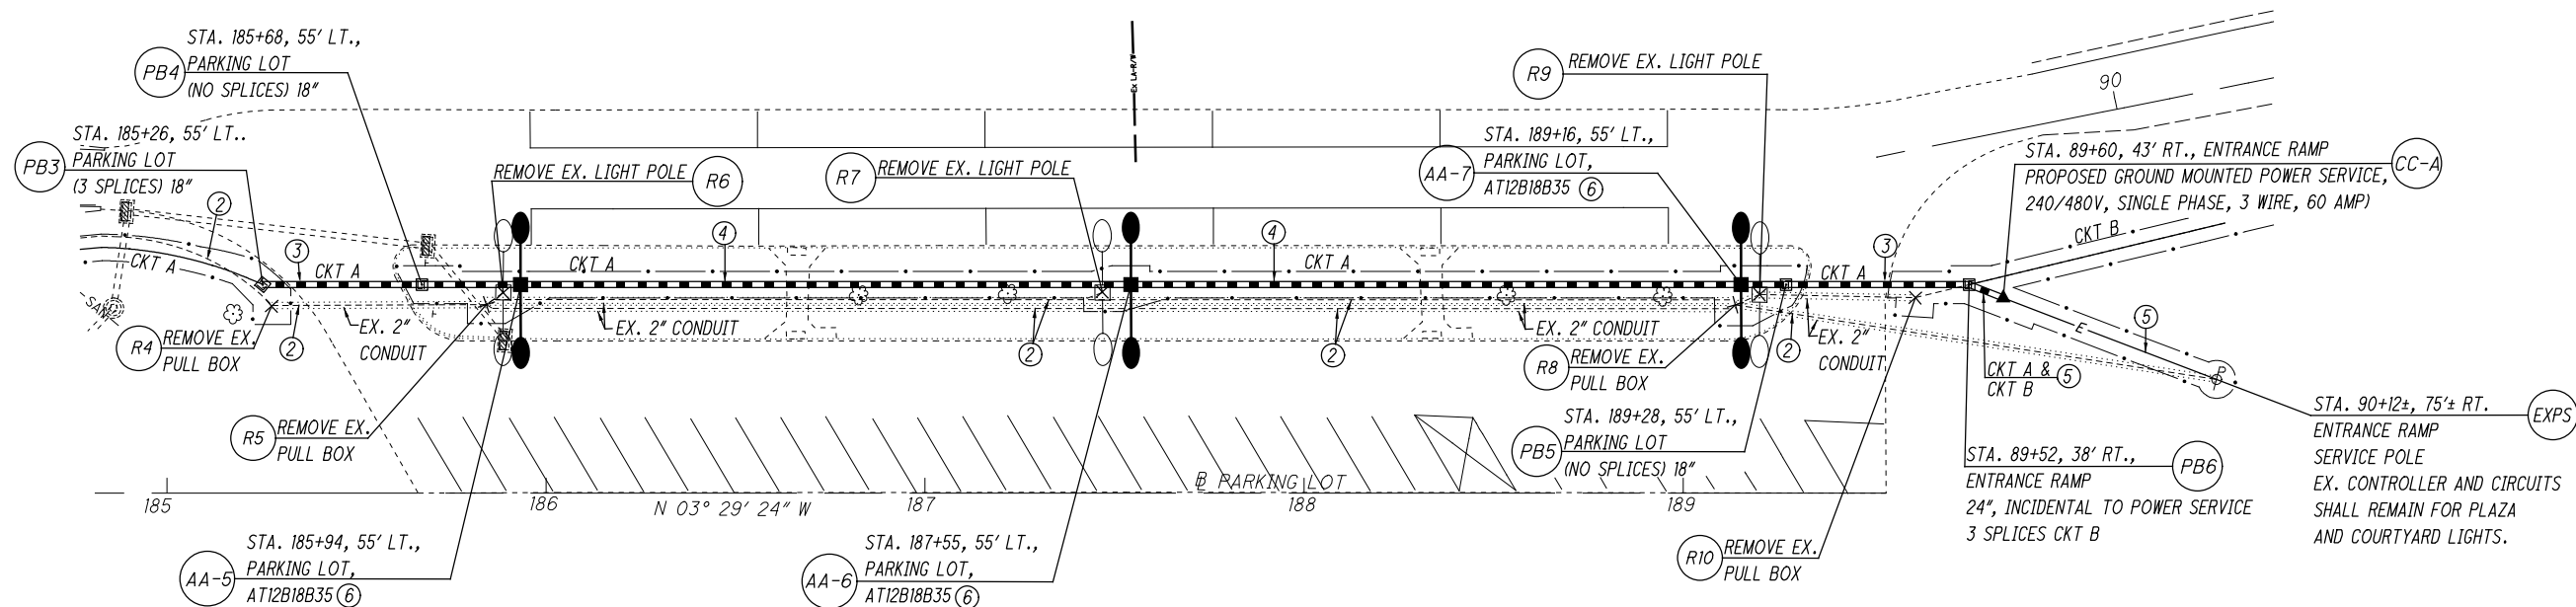 STA. 185+68, 55' LT.,
PARKING LOT
(NO SPLICES) 18"
PB4
STA. 185+26, 55' LT..
PARKING LOT
(3 SPLICES) 18"
PB3
REMOVE EX. LIGHT POLE
R6
R7
REMOVE EX. LIGHT POLE
Ex LA-R/W
R9
REMOVE EX. LIGHT POLE
STA. 189+16, 55' LT.,
PARKING LOT,
AT12B18B35 6
AA-7
90
STA. 89+60, 43' RT., ENTRANCE RAMP
PROPOSED GROUND MOUNTED POWER SERVICE,
240/480V, SINGLE PHASE, 3 WIRE, 60 AMP)
CC-A
2
3
4
4
3
CKT A
CKT A
CKT A
CKT A
CKT A
CKT B
SAN
R4
REMOVE EX.
PULL BOX
2
EX. 2"
CONDUIT
EX. 2" CONDUIT
2
2
EX. 2" CONDUIT
R8
REMOVE EX.
PULL BOX
2
EX. 2"
CONDUIT
E
5
CKT A &
CKT B
5
P
R5
REMOVE EX.
PULL BOX
STA. 189+28, 55' LT.,
PARKING LOT
(NO SPLICES) 18"
PB5
STA. 89+52, 38' RT.,
ENTRANCE RAMP
24", INCIDENTAL TO POWER SERVICE
3 SPLICES CKT B
PB6
STA. 90+12±, 75'± RT.
ENTRANCE RAMP
SERVICE POLE
EX. CONTROLLER AND CIRCUITS
SHALL REMAIN FOR PLAZA
AND COURTYARD LIGHTS.
EXPS
B PARKING LOT
185
186
187
188
189
N 03° 29' 24" W
STA. 185+94, 55' LT.,
PARKING LOT,
AT12B18B35 6
AA-5
STA. 187+55, 55' LT.,
PARKING LOT,
AT12B18B35 6
AA-6
R10
REMOVE EX.
PULL BOX